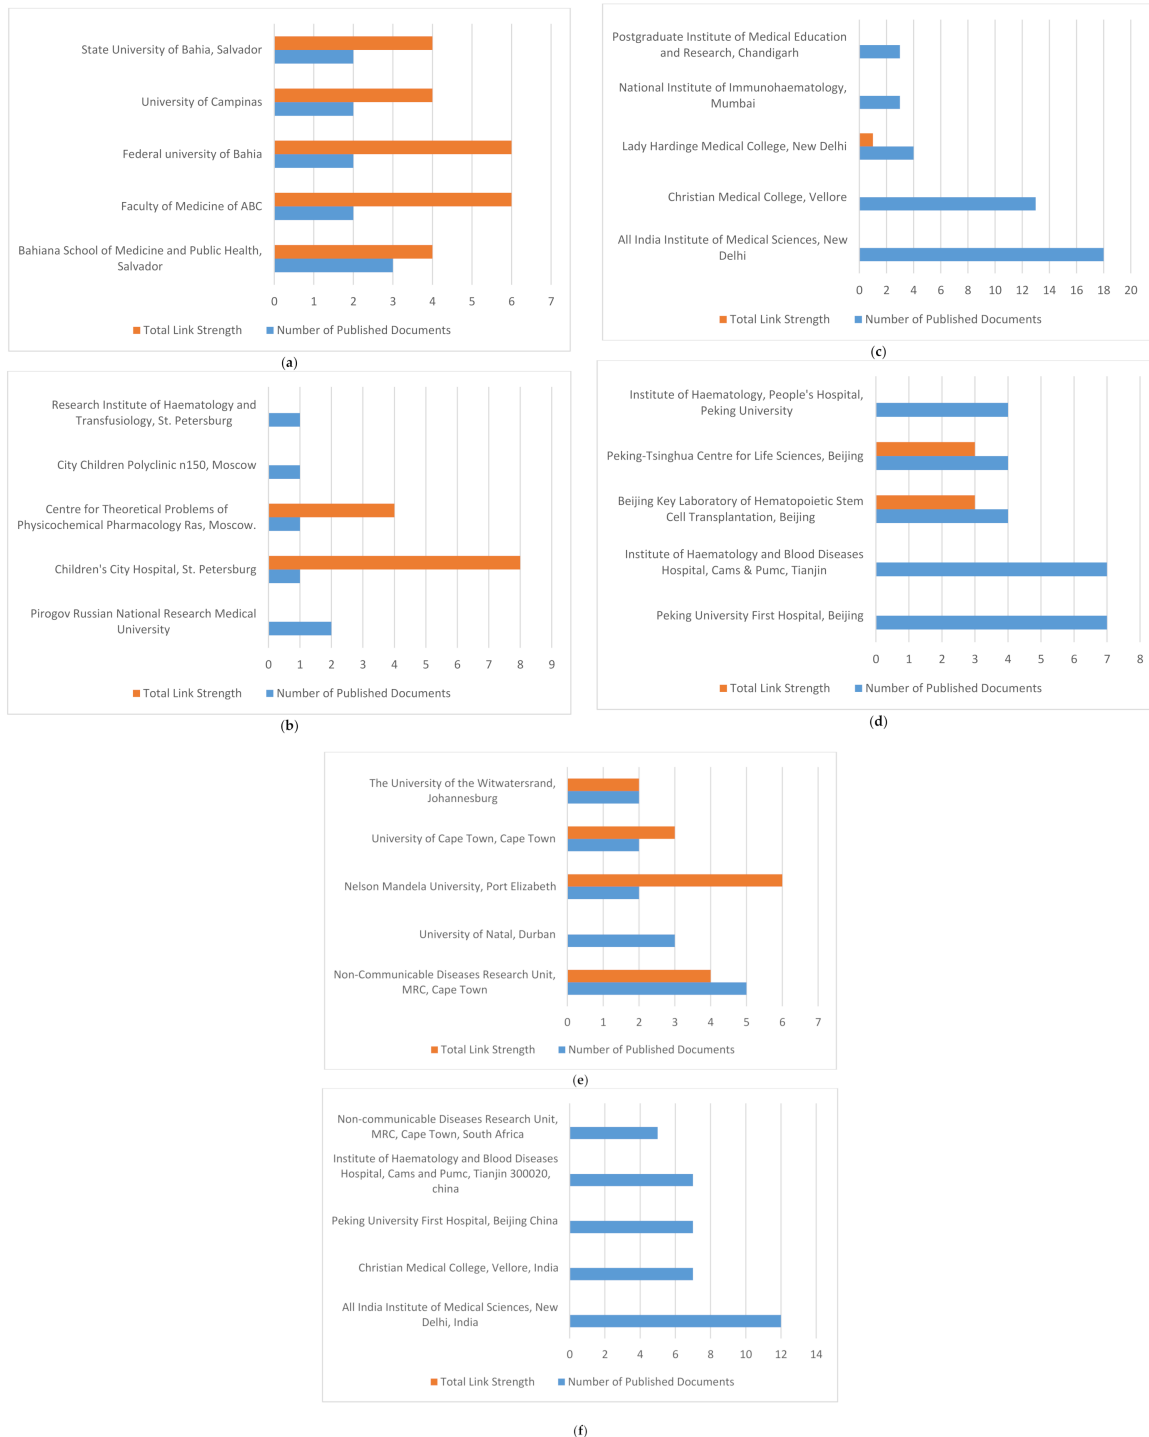 State University of Bahia, Salvador
University of Campinas
Federal university of Bahia
Faculty of Medicine of ABC
Bahiana School of Medicine and Public Health,
Salvador
0 1 2 3 4 5 6 7
Total Link Strength Number of Published Documents
(a)
Postgraduate Institute of Medical Education
and Research, Chandigarh
National Institute of Immunohaematology,
Mumbai
Lady Hardinge Medical College, New Delhi
Christian Medical College, Vellore
All India Institute of Medical Sciences, New
Delhi
0 2 4 6 8 10 12 14 16 18 20
Total Link Strength Number of Published Documents
(c)
Research Institute of Haematology and
Transfusiology, St. Petersburg
City Children Polyclinic n150, Moscow
Centre for Theoretical Problems of
Physicochemical Pharmacology Ras, Moscow.
Children's City Hospital, St. Petersburg
Pirogov Russian National Research Medical
University
0 1 2 3 4 5 6 7 8 9
Total Link Strength Number of Published Documents
(b)
Institute of Haematology, People's Hospital,
Peking University
Peking-Tsinghua Centre for Life Sciences, Beijing
Beijing Key Laboratory of Hematopoietic Stem
Cell Transplantation, Beijing
Institute of Haematology and Blood Diseases
Hospital, Cams & Pumc, Tianjin
Peking University First Hospital, Beijing
0 1 2 3 4 5 6 7 8
Total Link Strength Number of Published Documents
(d)
The University of the Witwatersrand,
Johannesburg
University of Cape Town, Cape Town
Nelson Mandela University, Port Elizabeth
University of Natal, Durban
Non-Communicable Diseases Research Unit,
MRC, Cape Town
0 1 2 3 4 5 6 7
Total Link Strength Number of Published Documents
(e)
Non-communicable Diseases Research Unit,
MRC, Cape Town, South Africa
Institute of Haematology and Blood Diseases
Hospital, Cams and Pumc, Tianjin 300020,
china
Peking University First Hospital, Beijing China
Christian Medical College, Vellore, India
All India Institute of Medical Sciences, New
Delhi, India
0 2 4 6 8 10 12 14
Total Link Strength Number of Published Documents
(f)